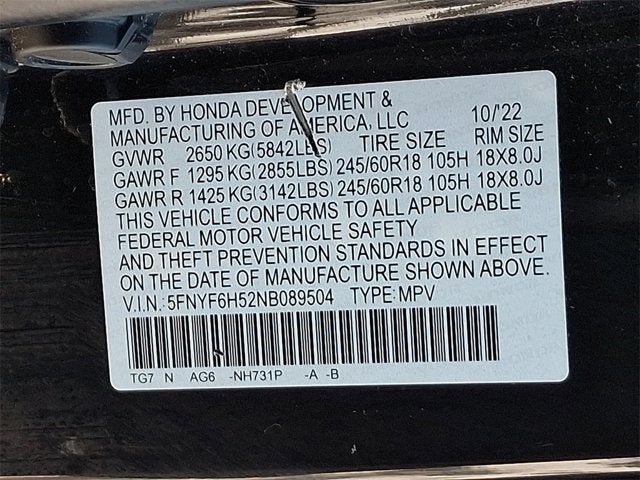 MFD. BY HONDA DEVELOPMENT &
MANUFACTURING OF AMERICA, LLC 10/'22
GVWR 2650 KG(5842LBS) TIRE SIZE RIM SIZE
GAWR F 1295 KG(2855LBS) 245/60R18 105H 18X8.0J
GAWR R 1425 KG(3142LBS) 245/60R18 105H 18X8.0J
THIS VEHICLE CONFORMS TO ALL APPLICABLE
FEDERAL MOTOR VEHICLE SAFETY
AND THEFT PREVENTION STANDARDS IN EFFECT
ON THE DATE OF MANUFACTURE SHOWN ABOVE.
V.I.N.: 5FNYF6H52NB089504 TYPE: MPV
TG7 N AG6 -NH731P -A -B